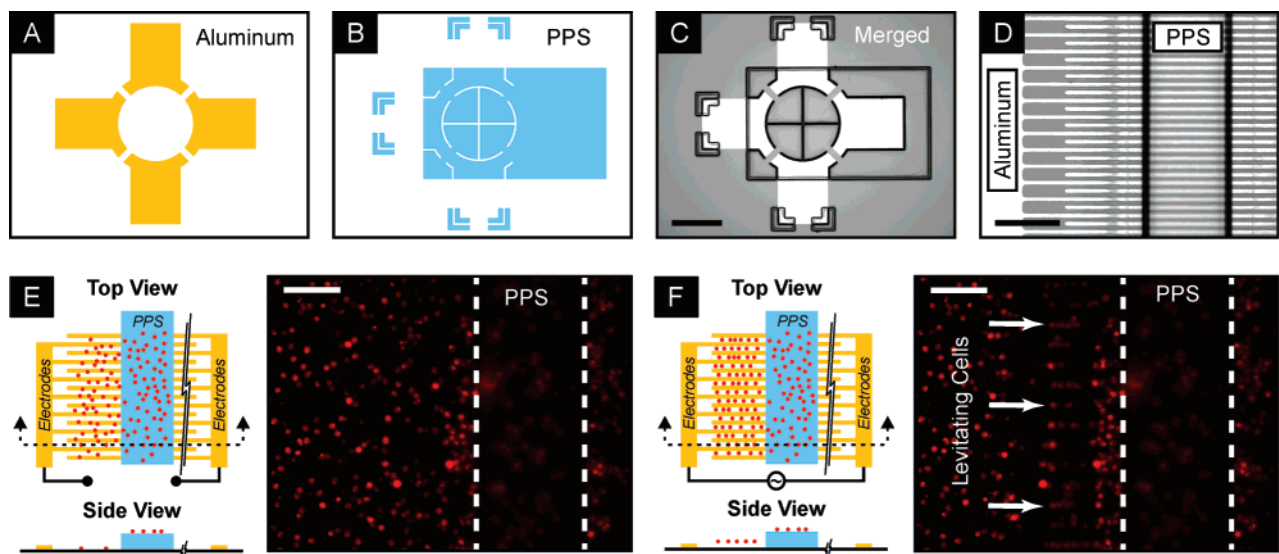 A
Aluminum
B
PPS
C
Merged
D
PPS
Aluminum
E
Top View
PPS
Electrodes
Electrodes
Side View
PPS
F
Top View
PPS
Electrodes
Electrodes
~
Side View
Levitating Cells
PPS